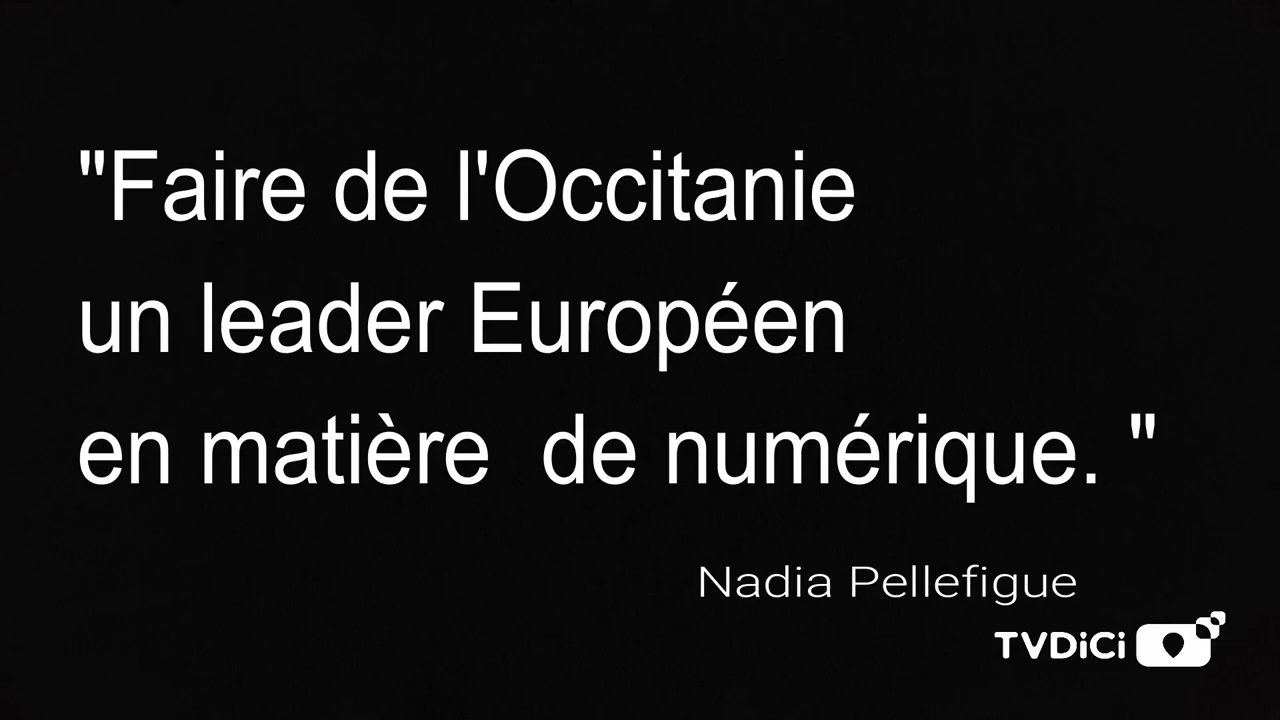 "Faire de l'Occitanie
un leader Européen
en matière  de numérique. "
Nadia Pellefigue
TVDiCi